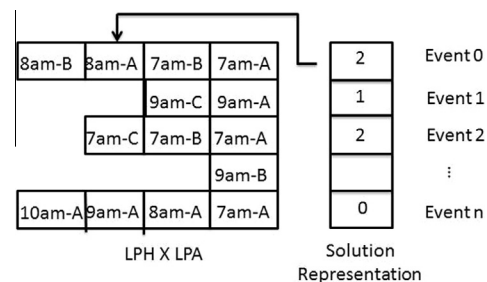 8am-B 8am-A 7am-B 7am-A 2 Event 0
9am-C 9am-A 1 Event 1
7am-C 7am-B 7am-A 2 Event 2
9am-B ⋮
10am-A 9am-A 8am-A 7am-A 0 Event n
LPH X LPA Solution
Representation